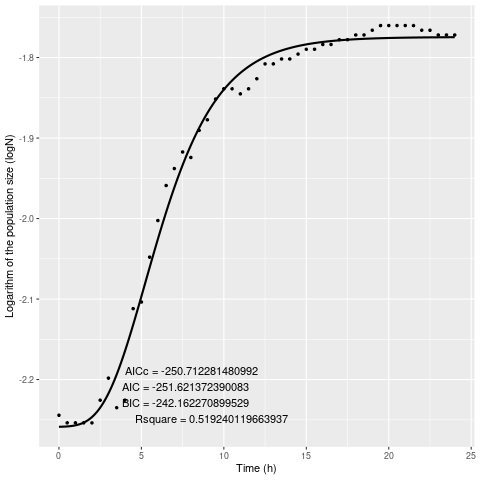 Logarithm of the population size (logN)
-1.8
-1.9
-2.0
-2.1
-2.2
AICc = -250.712281480992
AIC = -251.621372390083
BIC = -242.162270899529
Rsquare = 0.519240119663937
0 5 10 15 20 25
Time (h)